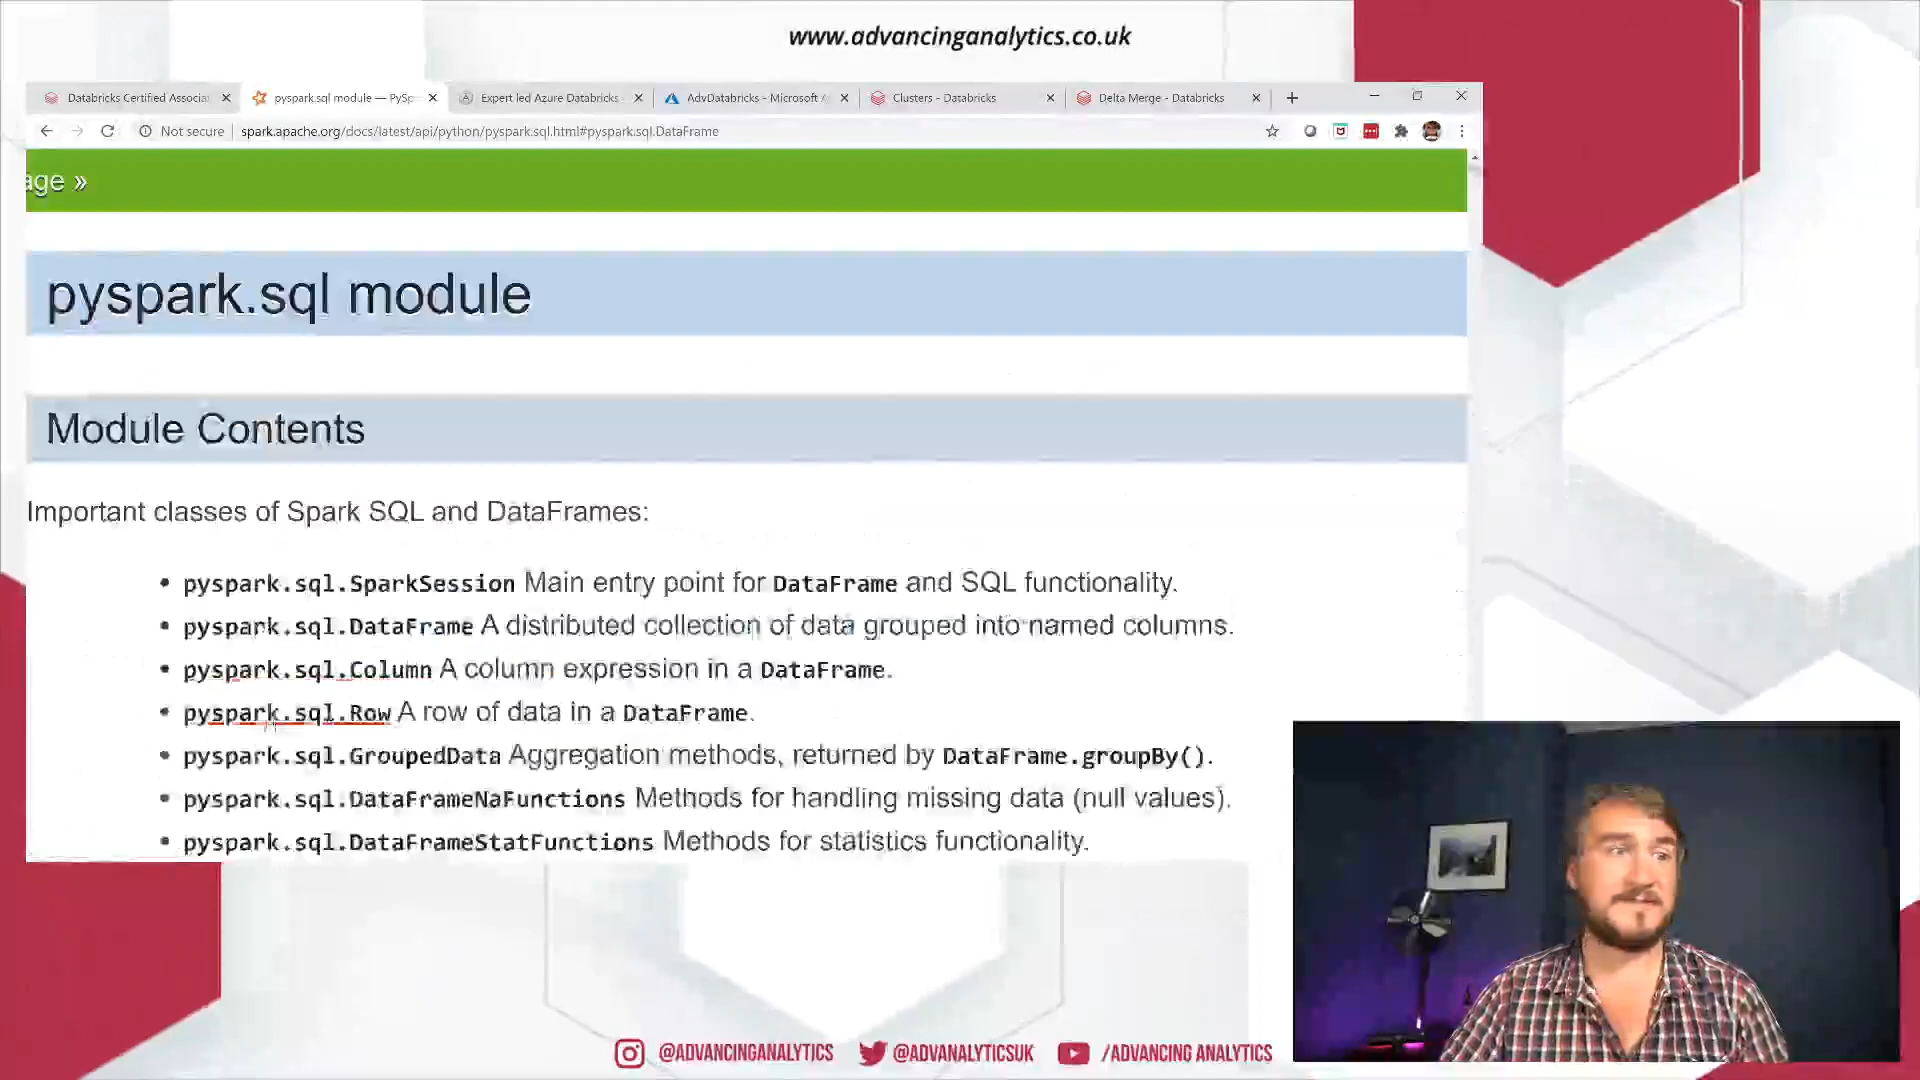 www.advancinganalytics.co.uk
Databricks Certified Associa
pyspark.sql module — PySp
Expert led Azure Databricks
AdvDatabricks - Microsoft A
Clusters - Databricks
Delta Merge - Databricks
Not secure
spark.apache.org/docs/latest/api/python/pyspark.sql.html#pyspark.sql.DataFrame
age »
pyspark.sql module
Module Contents
Important classes of Spark SQL and DataFrames:
• pyspark.sql.SparkSession Main entry point for DataFrame and SQL functionality.
• pyspark.sql.DataFrame A distributed collection of data grouped into named columns.
• pyspark.sql.Column A column expression in a DataFrame.
• pyspark.sql.Row A row of data in a DataFrame.
• pyspark.sql.GroupedData Aggregation methods, returned by DataFrame.groupBy().
• pyspark.sql.DataFrameNaFunctions Methods for handling missing data (null values).
• pyspark.sql.DataFrameStatFunctions Methods for statistics functionality.
@ADVANCINGANALYTICS
@ADVANALYTICSUK
/ADVANCING ANALYTICS